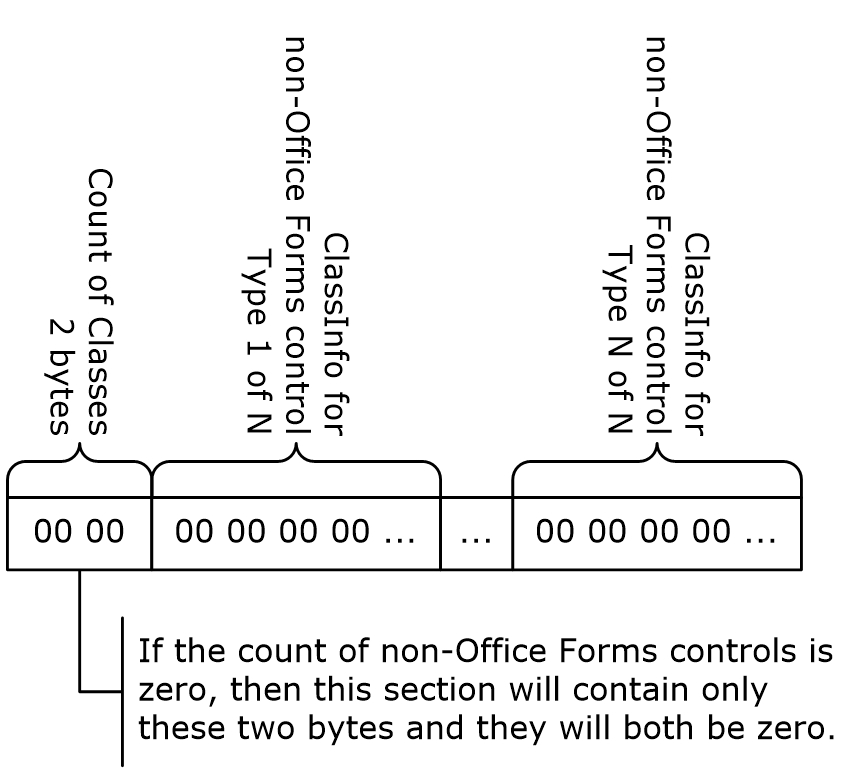 Count of Classes
2 bytes
ClassInfo for
non-Office Forms control
Type 1 of N
ClassInfo for
non-Office Forms control
Type N of N
00 00
00 00 00 00 ...
...
00 00 00 00 ...
If the count of non-Office Forms controls is
zero, then this section will contain only
these two bytes and they will both be zero.